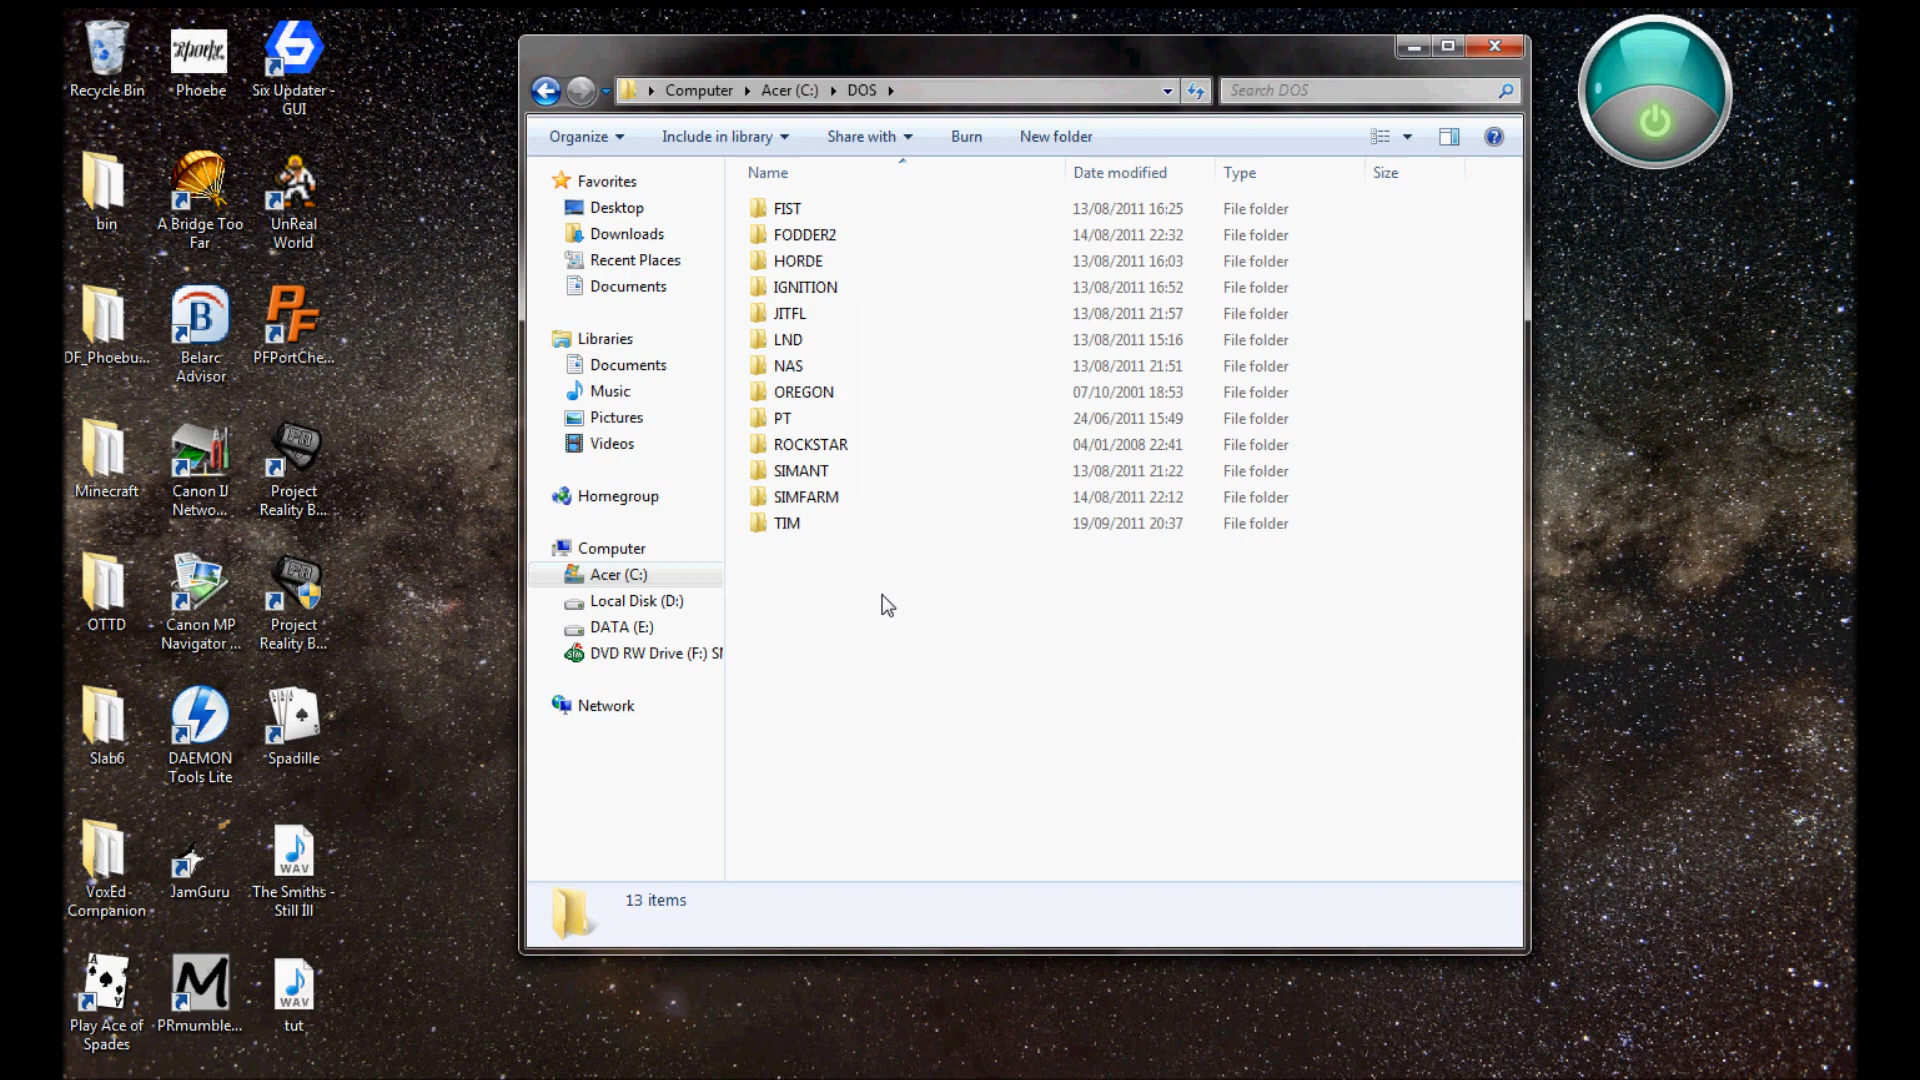 Recycle Bin
Phoebe
Phoebe
Six Updater -
GUI
bin
A Bridge Too
Far
UnReal
World
DF_Phoebu...
B
Belarc
Advisor
PF
PFPortChe...
Minecraft
Canon IJ
Netwo...
PR
Project
Reality B...
OTTD
Canon MP
Navigator ...
PR
Project
Reality B...
Slab6
DAEMON
Tools Lite
Spadille
VoxEd
Companion
JamGuru
WAV
The Smiths -
Still Ill
A
Play Ace of
Spades
M
PRmumble...
WAV
tut
Computer
Acer (C:)
DOS
Search DOS
Organize
Include in library
Share with
Burn
New folder
Favorites
Desktop
Downloads
Recent Places
Documents
Libraries
Documents
Music
Pictures
Videos
Homegroup
Computer
Acer (C:)
Local Disk (D:)
DATA (E:)
DVD RW Drive (F:) SI
Network
Name Date modified Type Size
FIST 13/08/2011 16:25 File folder
FODDER2 14/08/2011 22:32 File folder
HORDE 13/08/2011 16:03 File folder
IGNITION 13/08/2011 16:52 File folder
JITFL 13/08/2011 21:57 File folder
LND 13/08/2011 15:16 File folder
NAS 13/08/2011 21:51 File folder
OREGON 07/10/2001 18:53 File folder
PT 24/06/2011 15:49 File folder
ROCKSTAR 04/01/2008 22:41 File folder
SIMANT 13/08/2011 21:22 File folder
SIMFARM 14/08/2011 22:12 File folder
TIM 19/09/2011 20:37 File folder
13 items